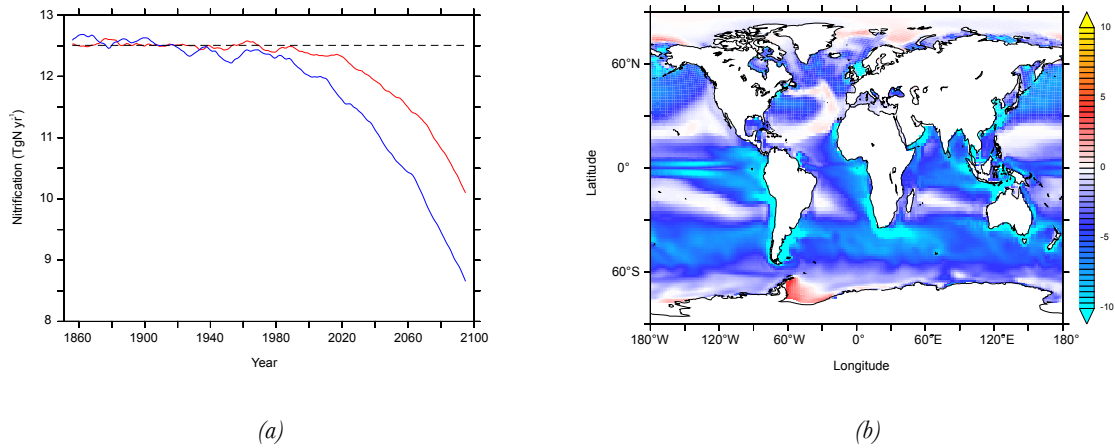 13
12
11
10
9
8
Nitrification (TgN yr⁻¹)
1860
1900
1940
1980
2020
2060
2100
Year
(a)
60°N
0°
60°S
Latitude
180°W
120°W
60°W
0°
60°E
120°E
180°
Longitude
10
5
0
-5
-10
(b)